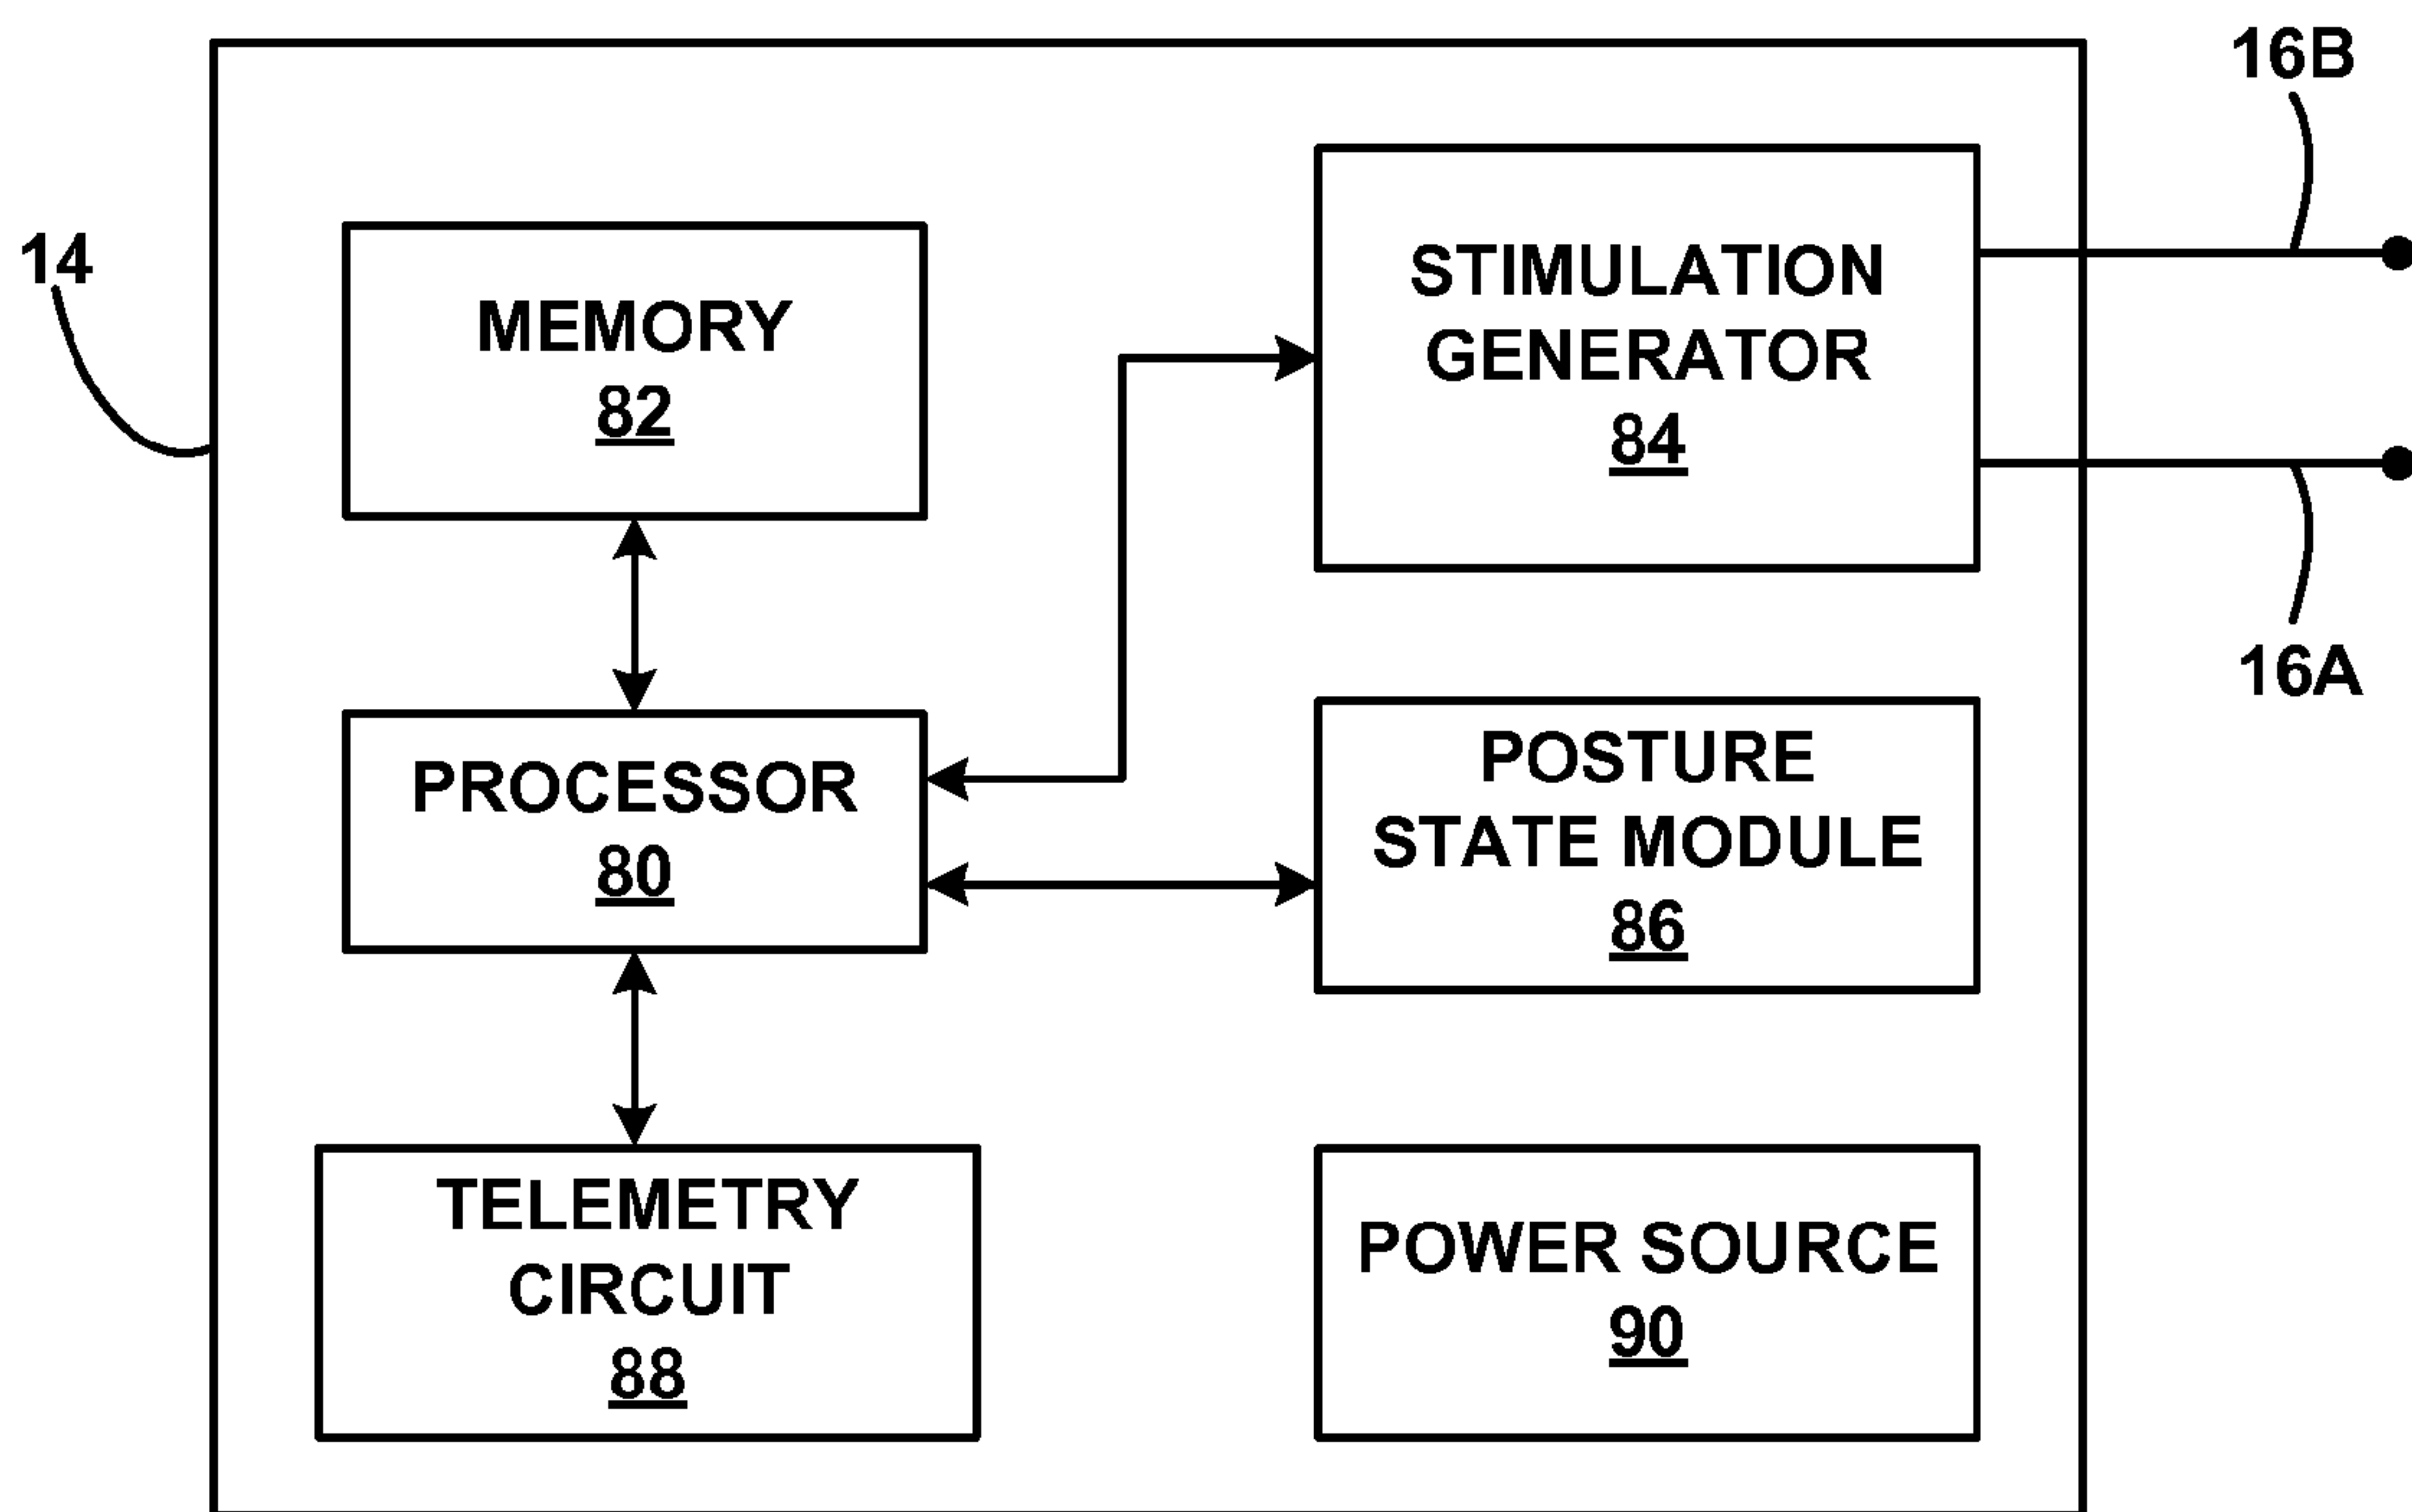 16B
14
MEMORY
82
STIMULATION
GENERATOR
84
16A
PROCESSOR
80
POSTURE
STATE MODULE
86
TELEMETRY
CIRCUIT
88
POWER SOURCE
90